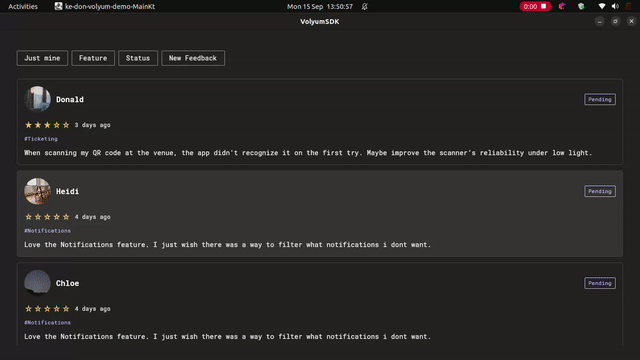 Activities
ke-don-volyum-demo-MainKt
Mon 15 Sep 13:50:57
0:00
VolyumSDK
Just mine
Feature
Status
New Feedback
Donald
Pending
3 days ago
#Ticketing
When scanning my QR code at the venue, the app didn't recognize it on the first try. Maybe improve the scanner's reliability under low light.
Heidi
Pending
4 days ago
#Notifications
Love the Notifications feature. I just wish there was a way to filter what notifications i dont want.
Chloe
Pending
4 days ago
#Notifications
Love the Notifications feature. I just wish there was a way to filter what notifications i dont want.